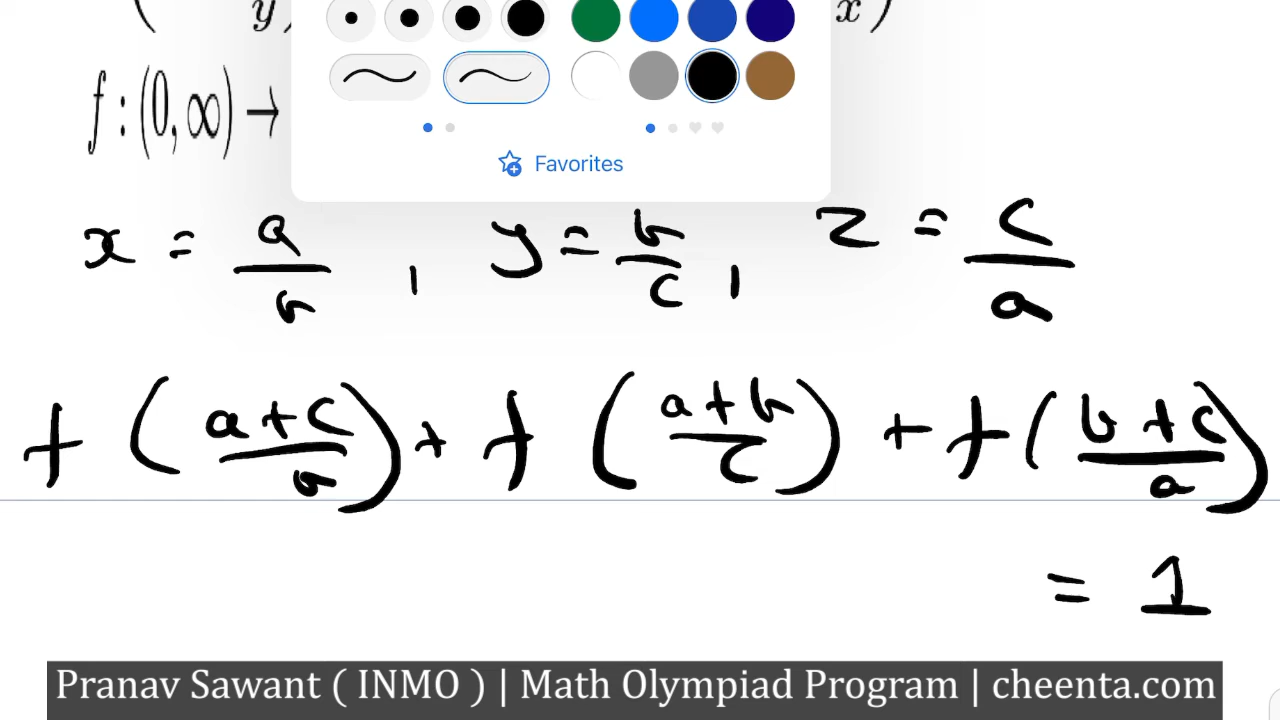 ( y) x )
f : (0, ∞) →
Favorites
x = a/b , y = b/c , z = c/a
f ( (a + c)/b ) + f ( (a + b)/c ) + f ( (b + c)/a )
= 1
Pranav Sawant ( INMO ) | Math Olympiad Program | cheenta.com